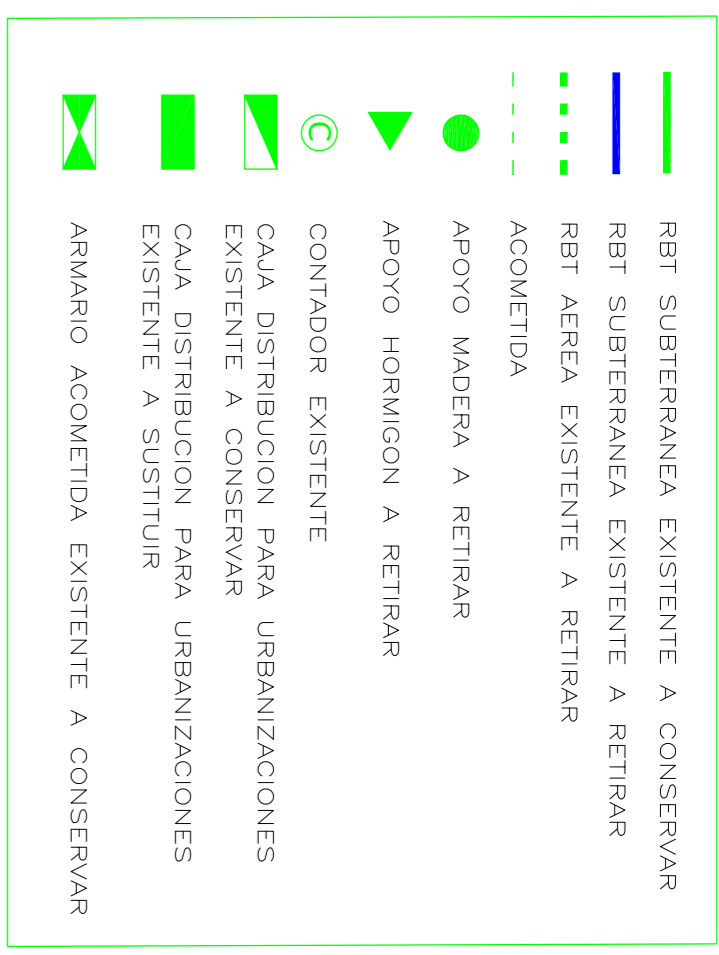 RBT SUBTERRANEA EXISTENTE A CONSERVAR
RBT SUBTERRANEA EXISTENTE A RETIRAR
RBT AEREA EXISTENTE A RETIRAR
ACOMETIDA
APOYO MADERA A RETIRAR
APOYO HORMIGON A RETIRAR
C
CONTADOR EXISTENTE
CAJA DISTRIBUCION PARA URBANIZACIONES
EXISTENTE A CONSERVAR
CAJA DISTRIBUCION PARA URBANIZACIONES
EXISTENTE A SUSTITUIR
ARMARIO ACOMETIDA EXISTENTE A CONSERVAR